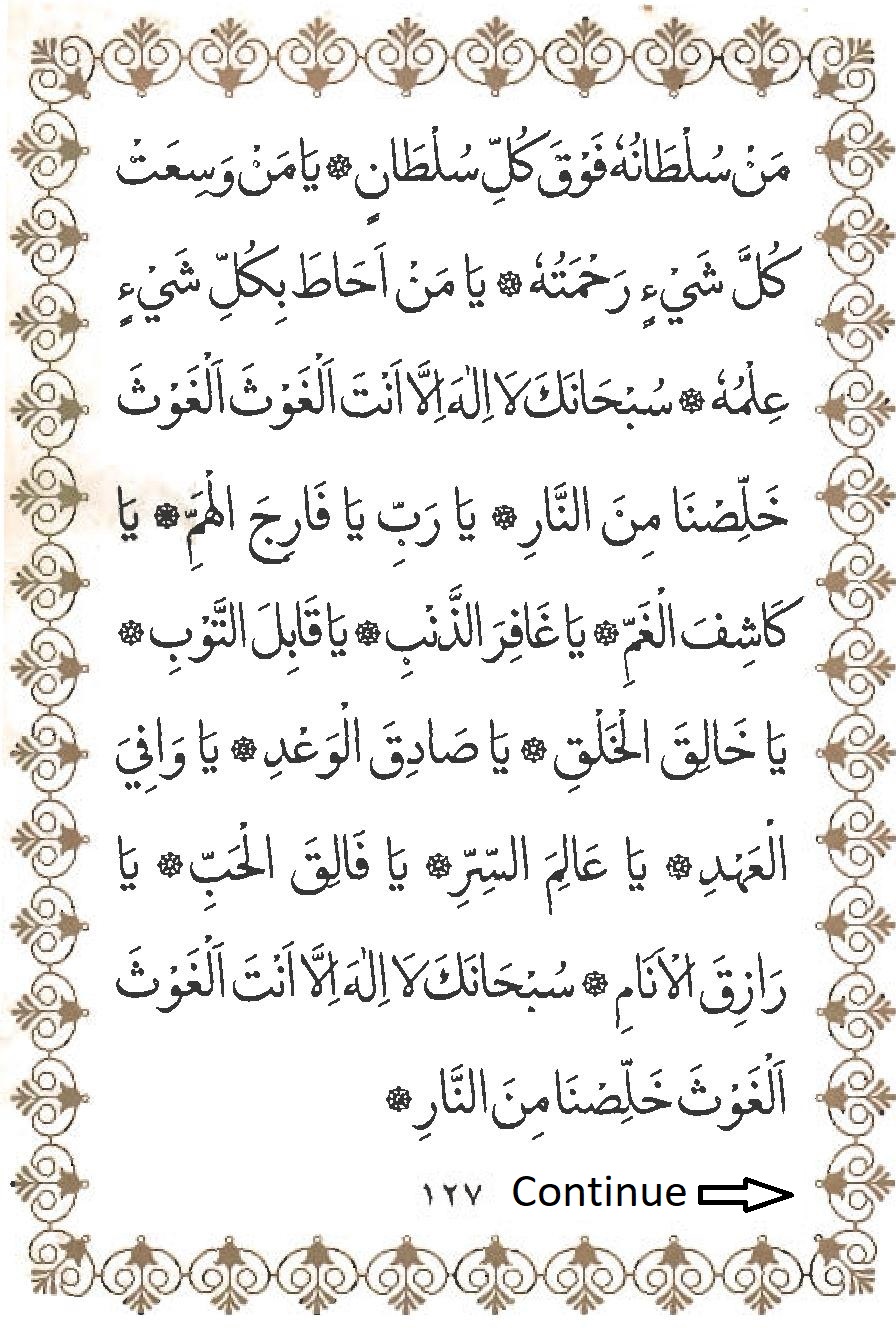 مَنْ سُلْطَانُهُ فَوْقَ كُلِّ سُلْطَانٍ ۞ يَا مَنْ وَسِعَتْ
كُلَّ شَيْءٍ رَحْمَتُهُ ۞ يَا مَنْ اَحَاطَ بِكُلِّ شَيْءٍ
عِلْمُهُ ۞ سُبْحَانَكَ لَا اِلٰهَ اِلَّا اَنْتَ اَلْغَوْثَ اَلْغَوْثَ
خَلِّصْنَا مِنَ النَّارِ ۞ يَا رَبِّ يَا فَارِجَ الْهَمِّ ۞ يَا
كَاشِفَ الْغَمِّ ۞ يَا غَافِرَ الذَّنْبِ ۞ يَا قَابِلَ التَّوْبِ ۞
يَا خَالِقَ الْخَلْقِ ۞ يَا صَادِقَ الْوَعْدِ ۞ يَا وَافِيَ
الْعَهْدِ ۞ يَا عَالِمَ السِّرِّ ۞ يَا فَالِقَ الْحَبِّ ۞ يَا
رَازِقَ الْاَنَامِ ۞ سُبْحَانَكَ لَا اِلٰهَ اِلَّا اَنْتَ اَلْغَوْثَ
اَلْغَوْثَ خَلِّصْنَا مِنَ النَّارِ ۞
١٢٧ Continue